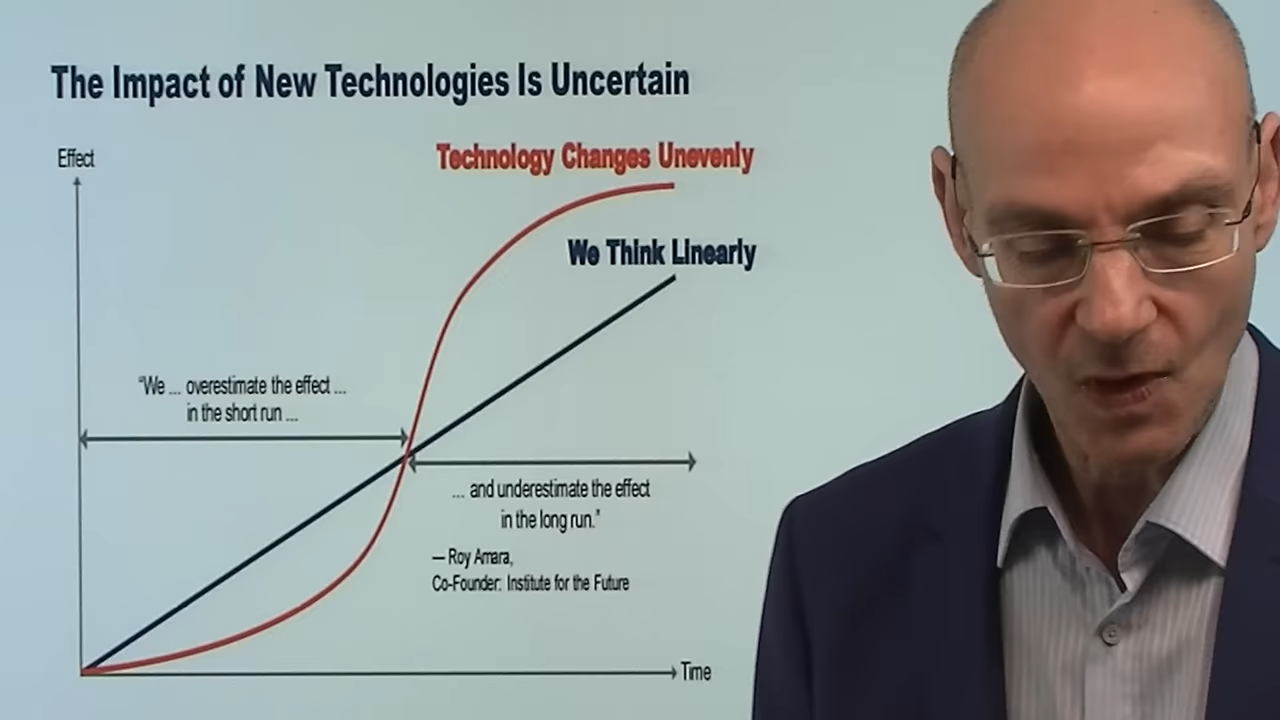 The Impact of New Technologies Is Uncertain
Effect
Technology Changes Unevenly
We Think Linearly
"We ... overestimate the effect ...
in the short run ...
... and underestimate the effect
in the long run."
— Roy Amara,
Co-Founder: Institute for the Future
Time